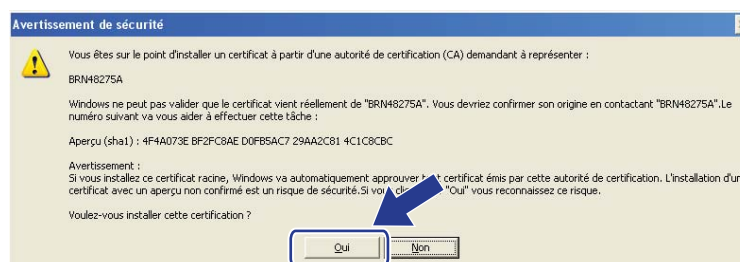 Avertissement de sécurité
Vous êtes sur le point d'installer un certificat à partir d'une autorité de certification (CA) demandant à représenter :
BRN48275A
Windows ne peut pas valider que le certificat vient réellement de "BRN48275A". Vous devriez confirmer son origine en contactant "BRN48275A".Le
numéro suivant va vous aider à effectuer cette tâche :
Aperçu (sha1) : 4F4A073E BF2FC8AE D0FB5AC7 29AA2C81 4C1C8CBC
Avertissement :
Si vous installez ce certificat racine, Windows va automatiquement approuver certificat émis par cette autorité de certification. L'installation d'un
certificat avec un aperçu non confirmé est un risque de sécurité.Si "Oui" vous reconnaissez ce risque.
Voulez-vous installer cette certification ?
Oui Non